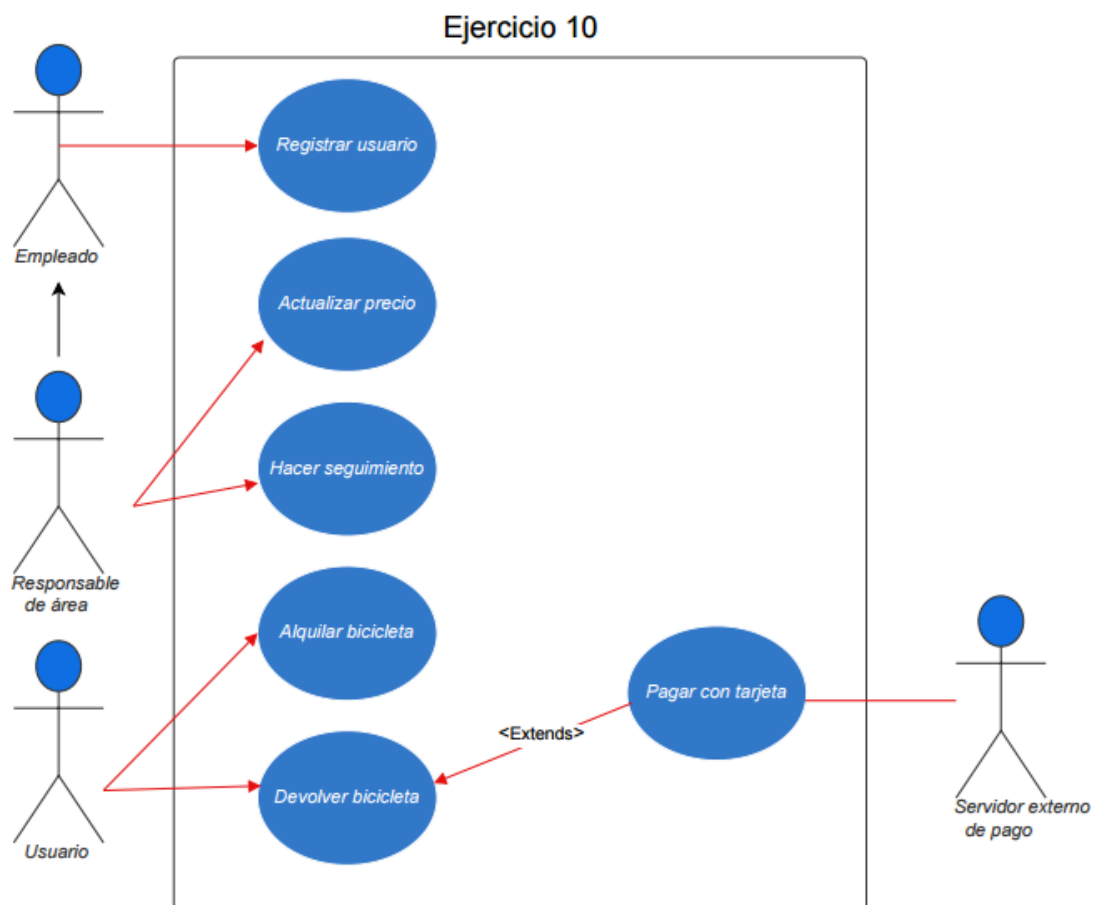 Ejercicio 10
Registrar usuario
Empleado
Actualizar precio
Hacer seguimiento
Responsable
de área
Alquilar bicicleta
Pagar con tarjeta
<Extends>
Devolver bicicleta
Servidor externo
de pago
Usuario